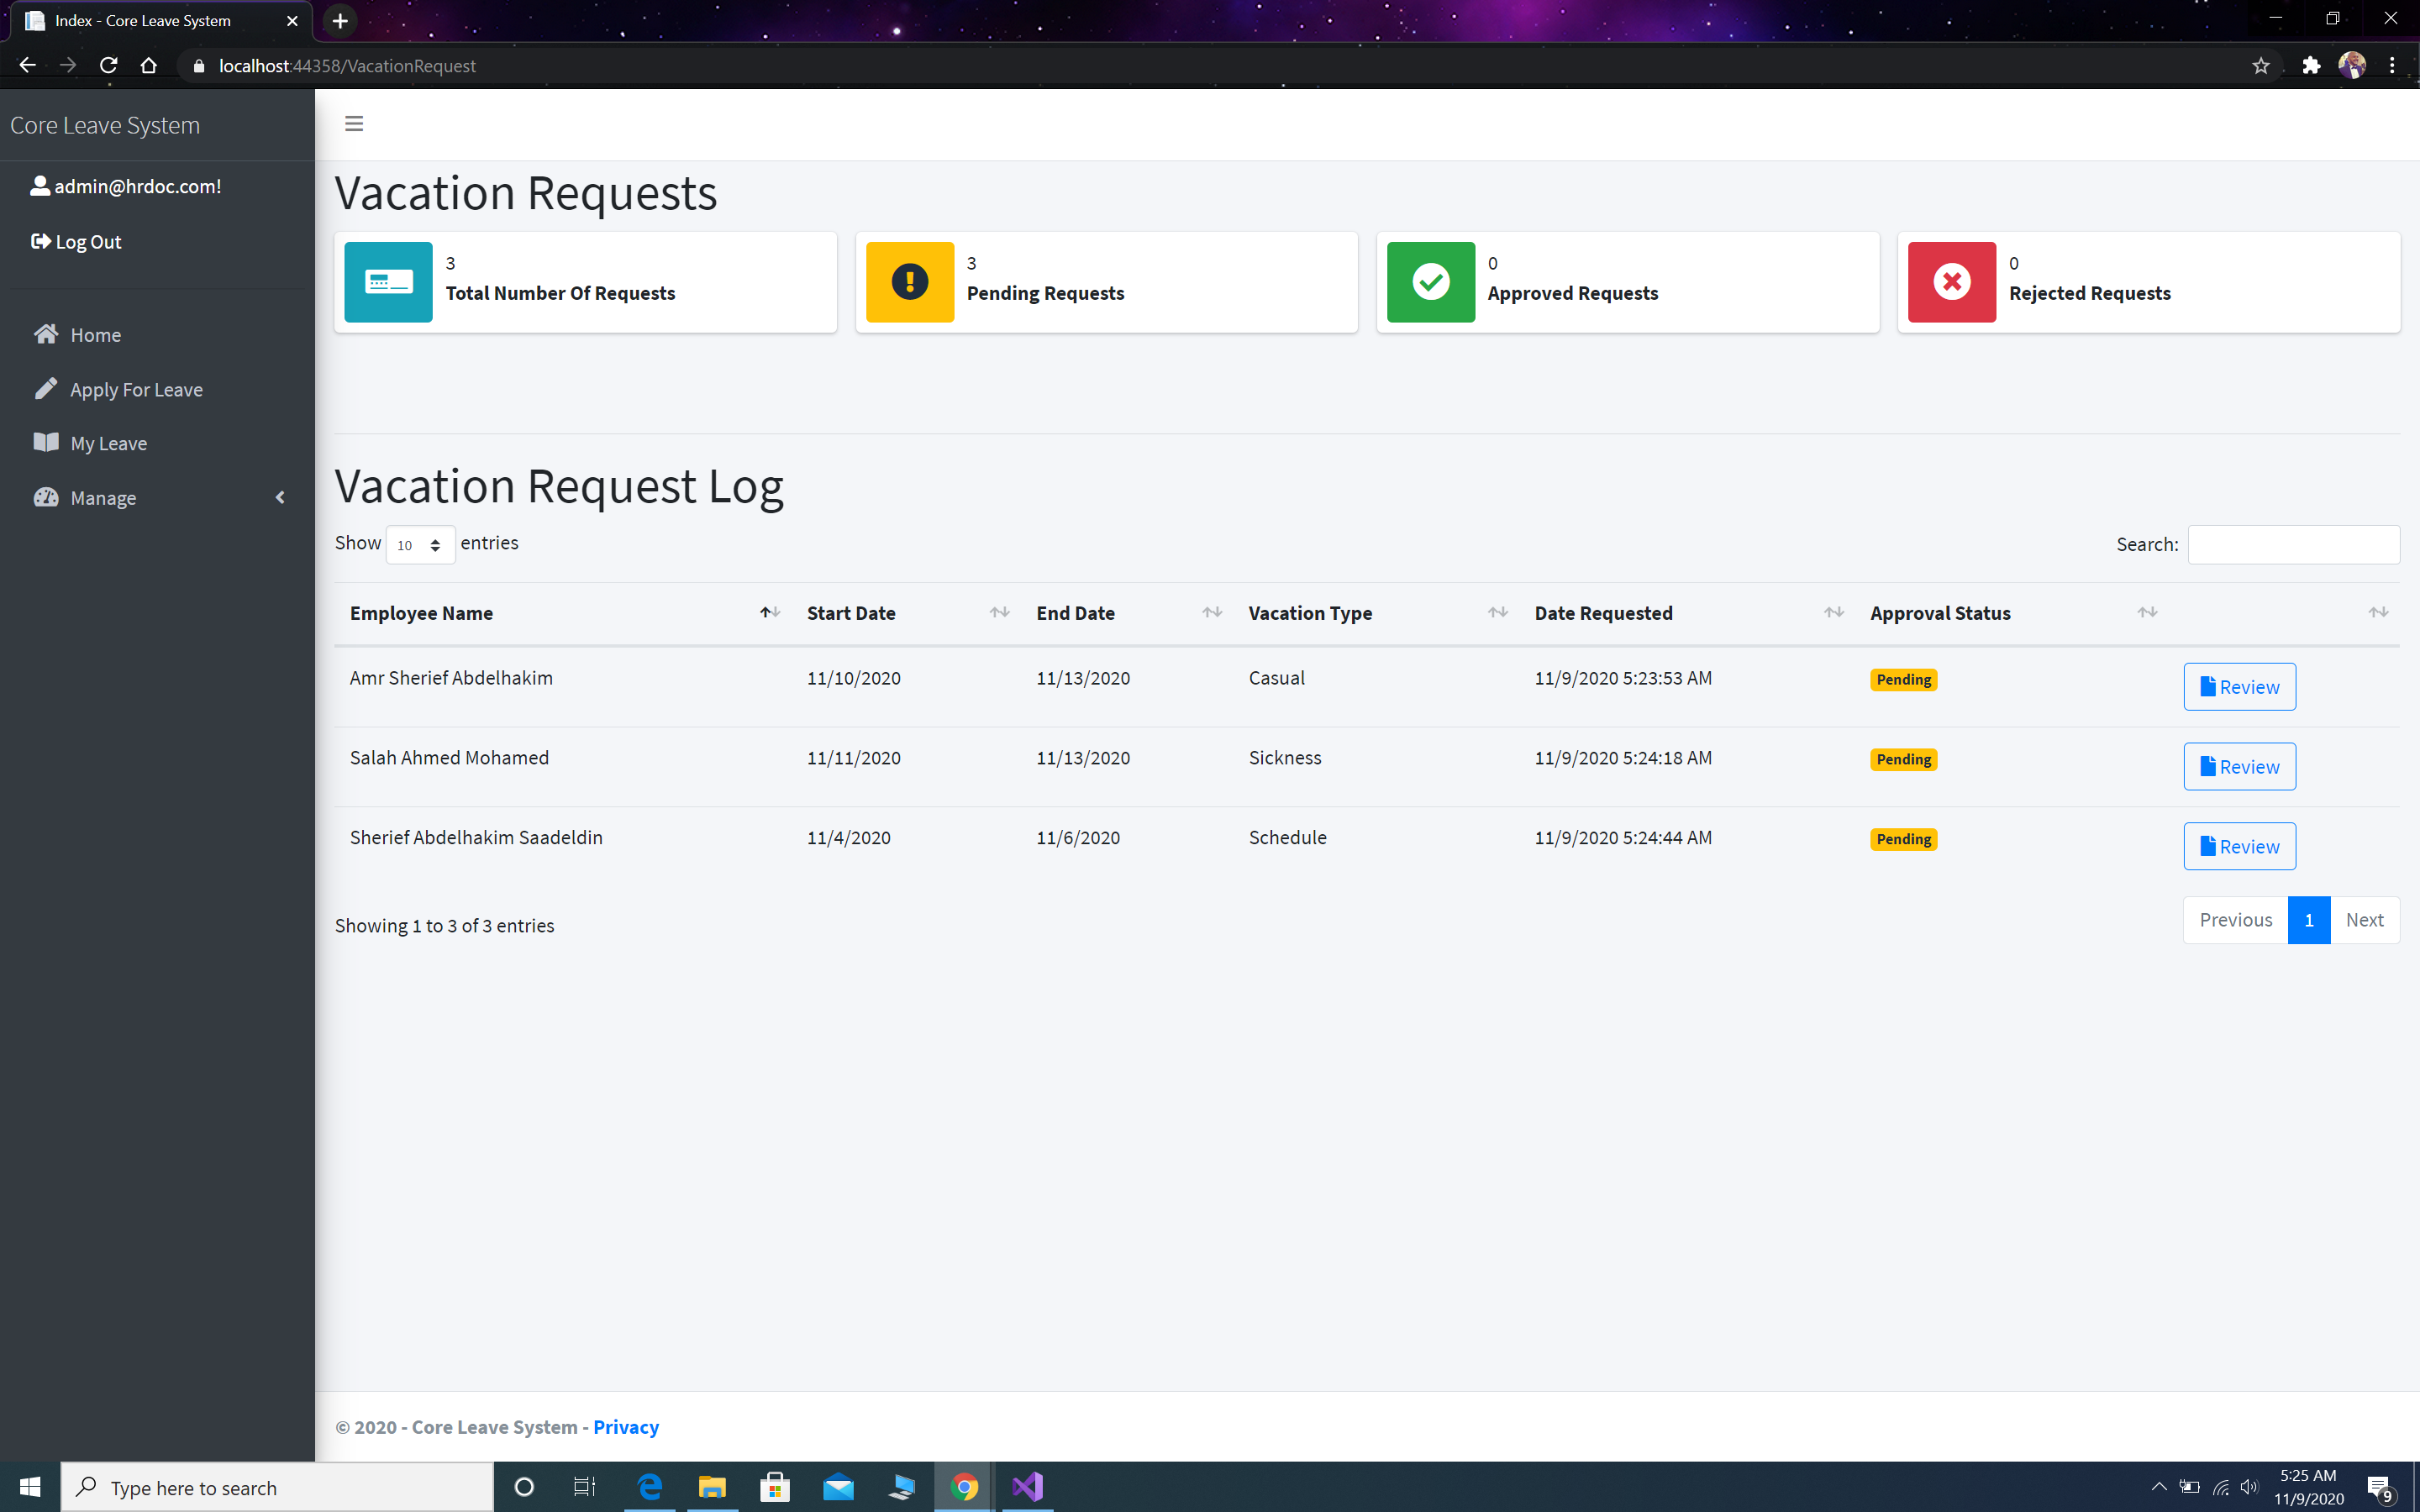 Index - Core Leave System
localhost:44358/VacationRequest
Core Leave System
admin@hrdoc.com!
Log Out
Home
Apply For Leave
My Leave
Manage
Vacation Requests
3
Total Number Of Requests
3
Pending Requests
0
Approved Requests
0
Rejected Requests
Vacation Request Log
Show 10 entries
Search:
Employee Name Start Date End Date Vacation Type Date Requested Approval Status
Amr Sherief Abdelhakim 11/10/2020 11/13/2020 Casual 11/9/2020 5:23:53 AM Pending Review
Salah Ahmed Mohamed 11/11/2020 11/13/2020 Sickness 11/9/2020 5:24:18 AM Pending Review
Sherief Abdelhakim Saadeldin 11/4/2020 11/6/2020 Schedule 11/9/2020 5:24:44 AM Pending Review
Showing 1 to 3 of 3 entries
Previous 1 Next
© 2020 - Core Leave System - Privacy
Type here to search
5:25 AM
11/9/2020
9